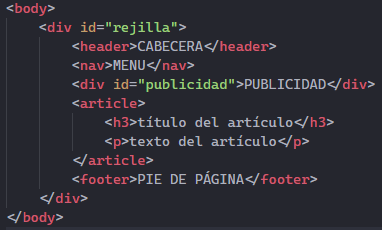 <body>
<div id="rejilla">
<header>CABECERA</header>
<nav>MENU</nav>
<div id="publicidad">PUBLICIDAD</div>
<article>
<h3>título del artículo</h3>
<p>texto del artículo</p>
</article>
<footer>PIE DE PÁGINA</footer>
</div>
</body>